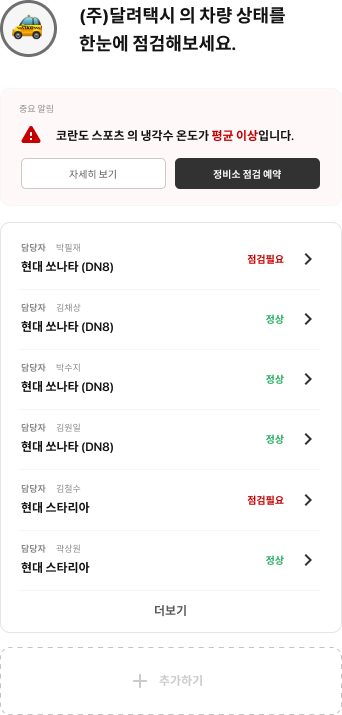 (주)달려택시 의 차량 상태를
한눈에 점검해보세요.
중요 알림
코란도 스포츠 의 냉각수 온도가 평균 이상입니다.
자세히 보기
정비소 점검 예약
담당자 박필재
현대 쏘나타 (DN8)
점검필요
담당자 김채상
현대 쏘나타 (DN8)
정상
담당자 박수지
현대 쏘나타 (DN8)
정상
담당자 김원일
현대 쏘나타 (DN8)
정상
담당자 김철수
현대 스타리아
점검필요
담당자 곽상원
현대 스타리아
정상
더보기
추가하기